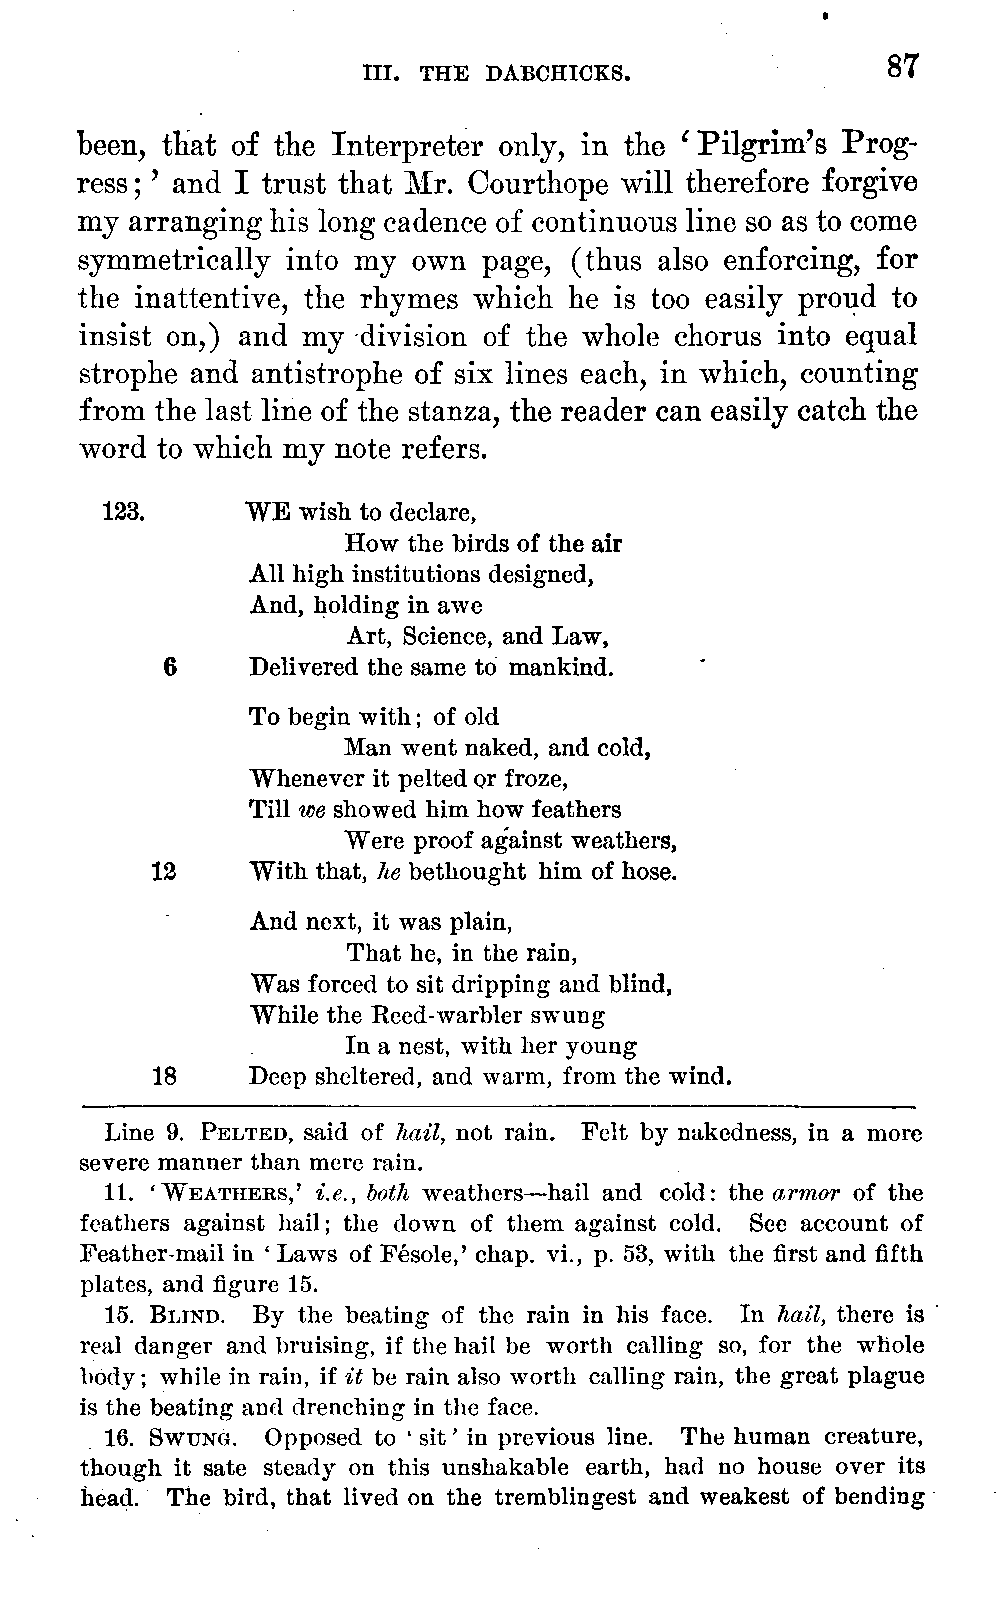 III. THE DABCHICKS. 87
been, that of the Interpreter only, in the ‘Pilgrim’s Prog-
ress;’ and I trust that Mr. Courthope will therefore forgive
my arranging his long cadence of continuous line so as to come
symmetrically into my own page, (thus also enforcing, for
the inattentive, the rhymes which he is too easily proud to
insist on,) and my division of the whole chorus into equal
strophe and antistrophe of six lines each, in which, counting
from the last line of the stanza, the reader can easily catch the
word to which my note refers.
123. WE wish to declare,
How the birds of the air
All high institutions designed,
And, holding in awe
Art, Science, and Law,
6 Delivered the same to mankind.
To begin with; of old
Man went naked, and cold,
Whenever it pelted or froze,
Till we showed him how feathers
Were proof against weathers,
12 With that, he bethought him of hose.
And next, it was plain,
That he, in the rain,
Was forced to sit dripping and blind,
While the Reed-warbler swung
In a nest, with her young
18 Deep sheltered, and warm, from the wind.
Line 9. PELTED, said of hail, not rain. Felt by nakedness, in a more
severe manner than mere rain.
11. ‘WEATHERS,’ i.e., both weathers—hail and cold: the armor of the
feathers against hail; the down of them against cold. See account of
Feather-mail in ‘Laws of Fésole,’ chap. vi., p. 53, with the first and fifth
plates, and figure 15.
15. BLIND. By the beating of the rain in his face. In hail, there is
real danger and bruising, if the hail be worth calling so, for the whole
body; while in rain, if it be rain also worth calling rain, the great plague
is the beating and drenching in the face.
16. SWUNG. Opposed to ‘sit’ in previous line. The human creature,
though it sate steady on this unshakable earth, had no house over its
head. The bird, that lived on the tremblingest and weakest of bending